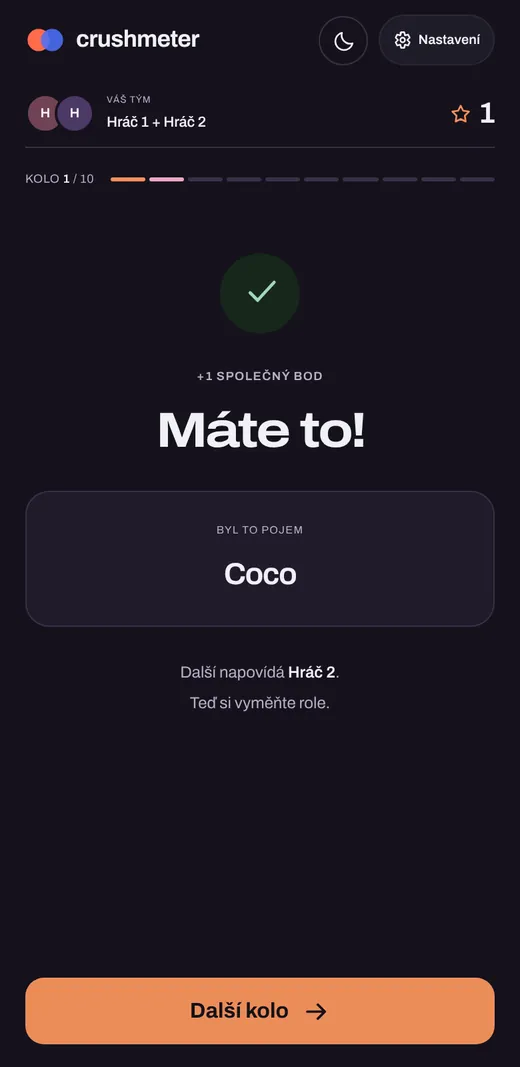 crushmeter
Nastavení
H H
VÁŠ TÝM
Hráč 1 + Hráč 2
1
KOLO 1 / 10
+1 SPOLEČNÝ BOD
Máte to!
BYL TO POJEM
Coco
Další napovídá Hráč 2.
Teď si vyměňte role.
Další kolo →